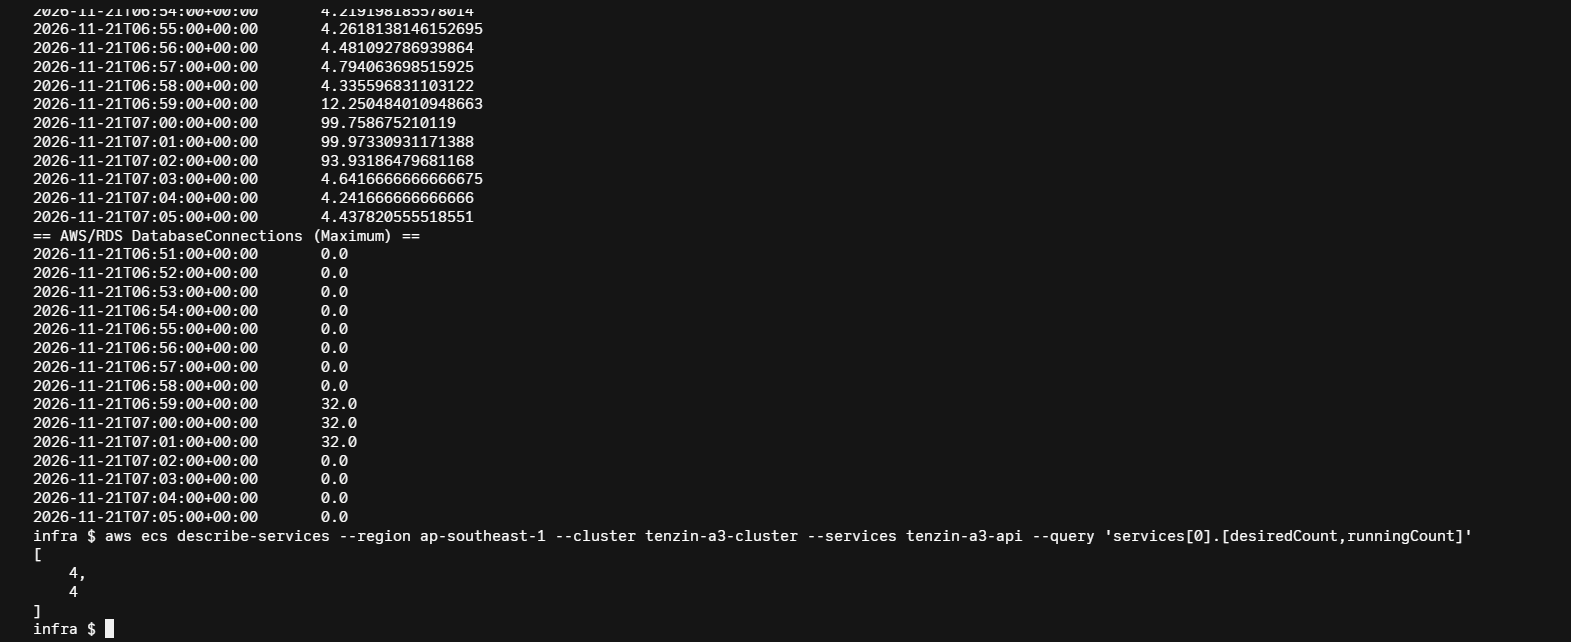 2026-11-21T06:54:00+00:00 4.219198185578014
2026-11-21T06:55:00+00:00 4.2618138146152695
2026-11-21T06:56:00+00:00 4.481092786939864
2026-11-21T06:57:00+00:00 4.794063698515925
2026-11-21T06:58:00+00:00 4.335596831103122
2026-11-21T06:59:00+00:00 12.250484010948663
2026-11-21T07:00:00+00:00 99.758675210119
2026-11-21T07:01:00+00:00 99.97330931171388
2026-11-21T07:02:00+00:00 93.93186479681168
2026-11-21T07:03:00+00:00 4.6416666666666675
2026-11-21T07:04:00+00:00 4.241666666666666
2026-11-21T07:05:00+00:00 4.437820555518551
== AWS/RDS DatabaseConnections (Maximum) ==
2026-11-21T06:51:00+00:00 0.0
2026-11-21T06:52:00+00:00 0.0
2026-11-21T06:53:00+00:00 0.0
2026-11-21T06:54:00+00:00 0.0
2026-11-21T06:55:00+00:00 0.0
2026-11-21T06:56:00+00:00 0.0
2026-11-21T06:57:00+00:00 0.0
2026-11-21T06:58:00+00:00 0.0
2026-11-21T06:59:00+00:00 32.0
2026-11-21T07:00:00+00:00 32.0
2026-11-21T07:01:00+00:00 32.0
2026-11-21T07:02:00+00:00 0.0
2026-11-21T07:03:00+00:00 0.0
2026-11-21T07:04:00+00:00 0.0
2026-11-21T07:05:00+00:00 0.0
infra $ aws ecs describe-services --region ap-southeast-1 --cluster tenzin-a3-cluster --services tenzin-a3-api --query 'services[0].[desiredCount,runningCount]'
[
    4,
    4
]
infra $